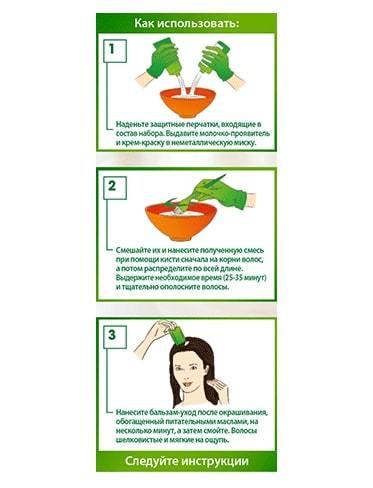 Как использовать:
1
Наденьте защитные перчатки, входящие в
состав набора. Выдавите молочко-проявитель
и крем-краску в неметаллическую миску.
2
Смешайте их и нанесите полученную смесь
при помощи кисти сначала на корни волос,
а потом распределите по всей длине.
Выдержите необходимое время (25-35 минут)
и тщательно ополосните волосы.
3
Нанесите бальзам-уход после окрашивания,
обогащенный питательными маслами, на
несколько минут, а затем смойте. Волосы
шелковистые и мягкие на ощупь.
Следуйте инструкции